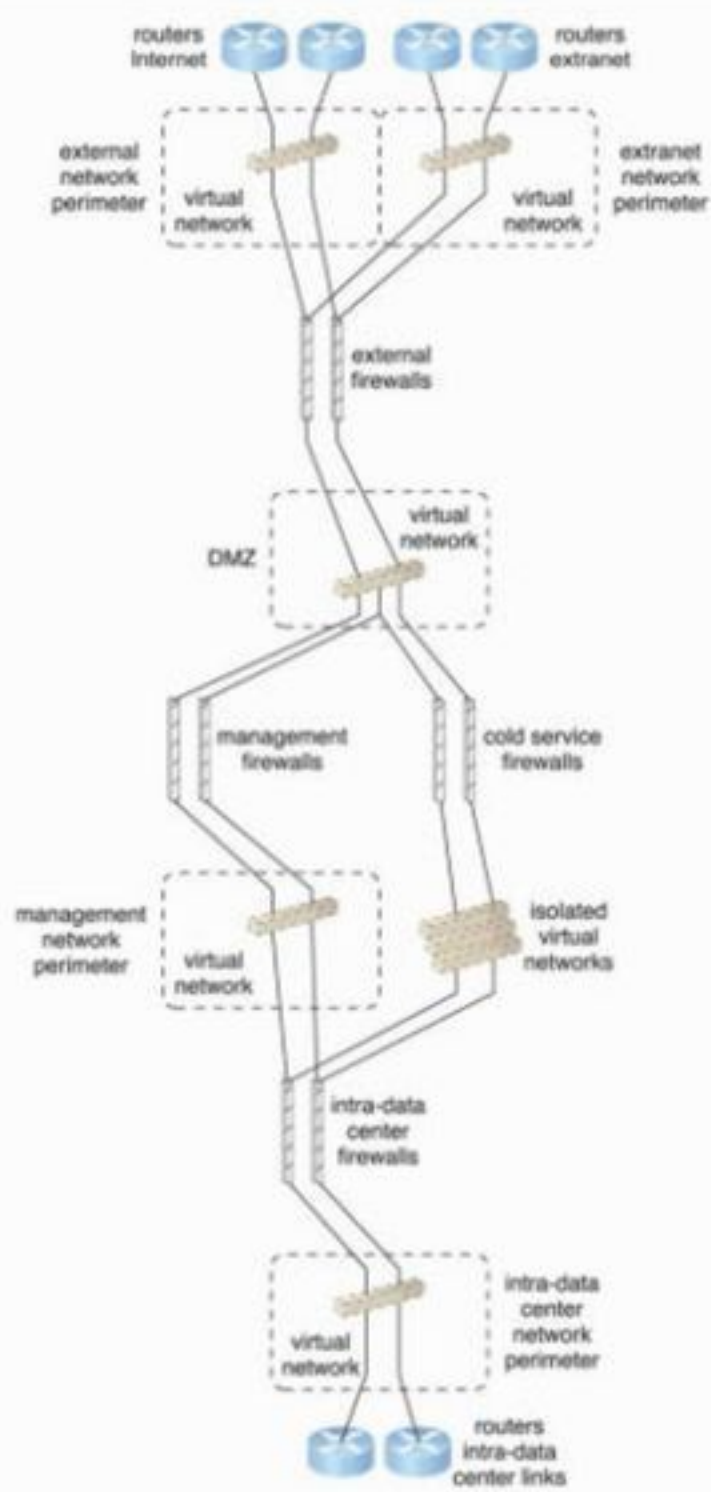 routers
Internet
routers
extranet
external
network
perimeter
virtual
network
virtual
network
extranet
network
perimeter
external
firewalls
virtual
network
DMZ
management
firewalls
cold service
firewalls
management
network
perimeter
virtual
network
isolated
virtual
networks
intra-data
center
firewalls
virtual
network
intra-data
center
network
perimeter
routers
intra-data
center links